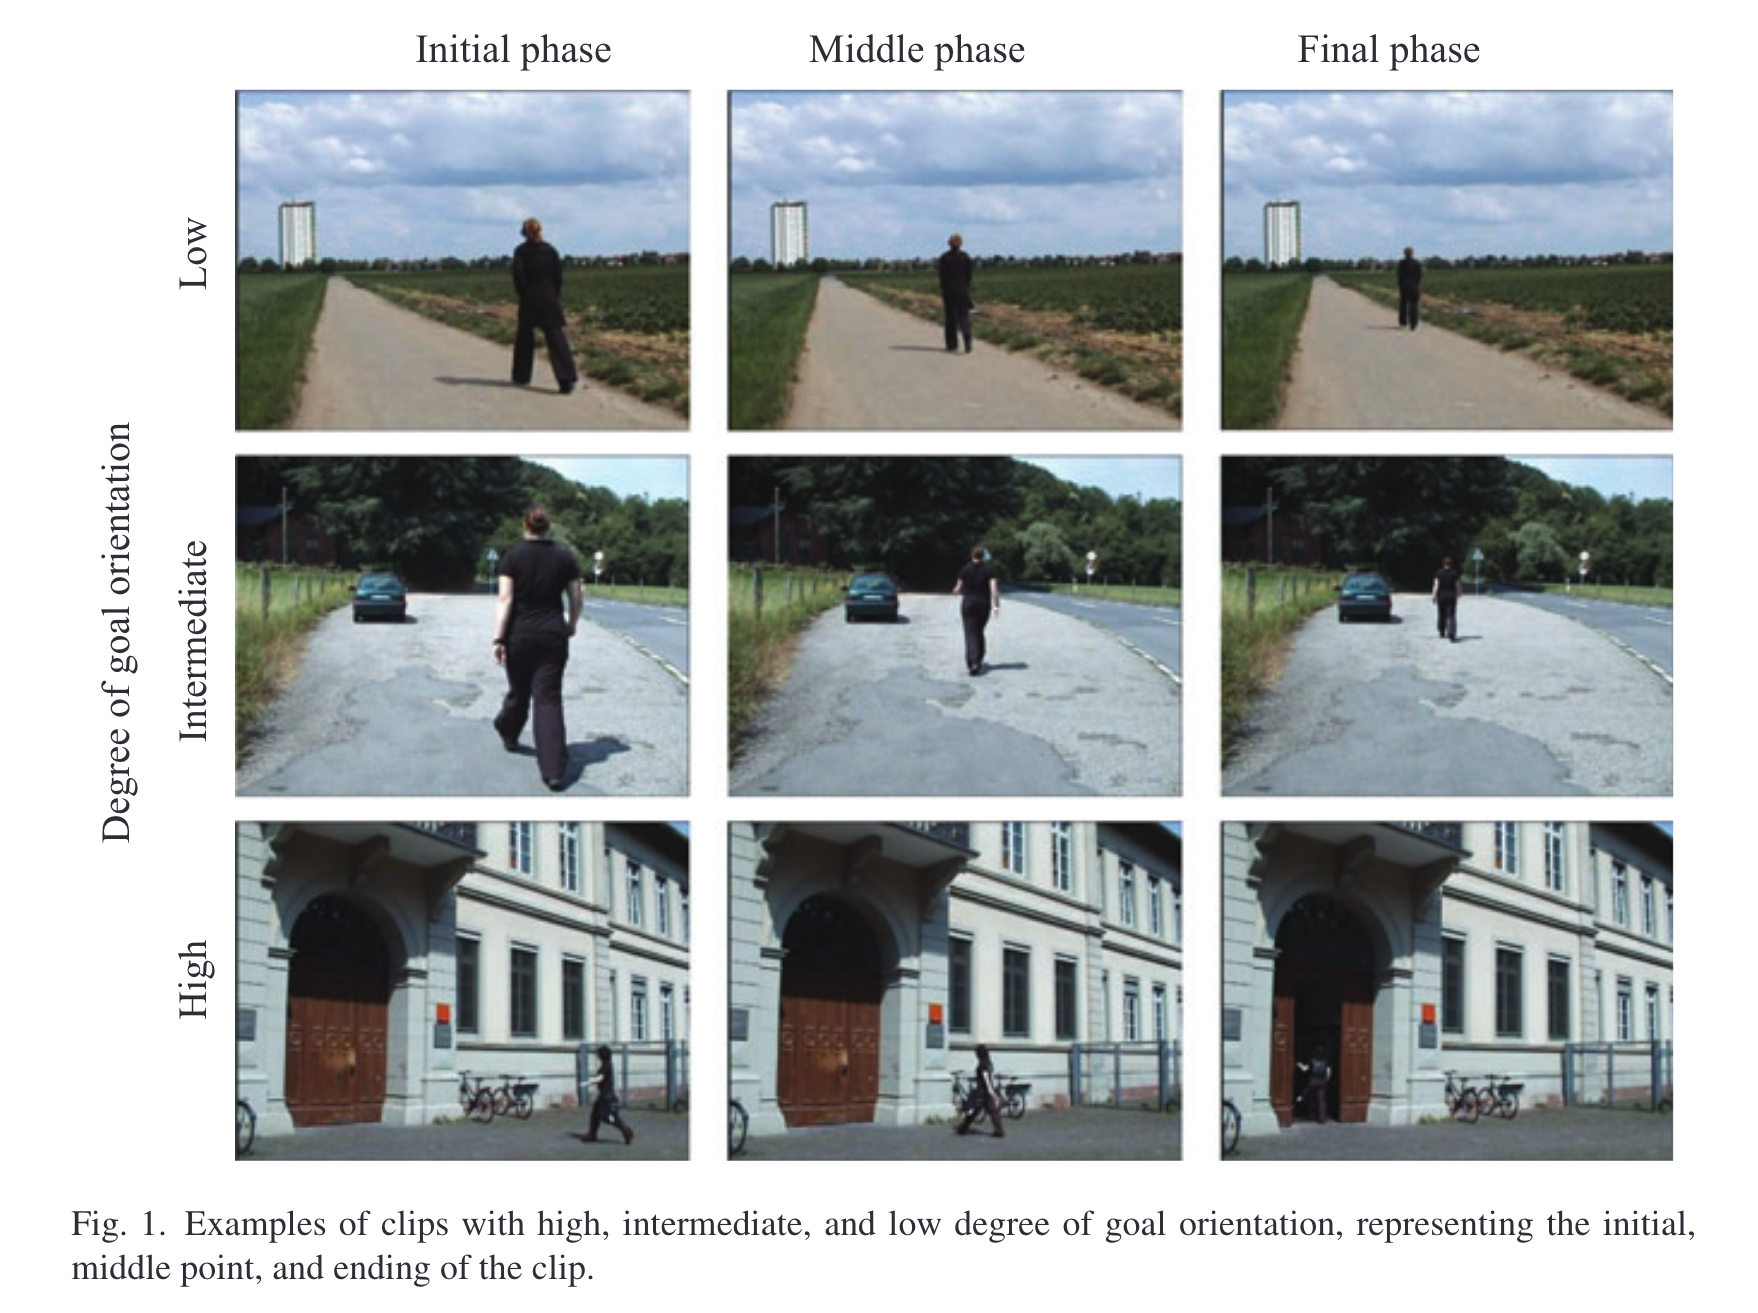 Initial phase
Middle phase
Final phase
Degree of goal orientation
Low
Intermediate
High
Fig. 1. Examples of clips with high, intermediate, and low degree of goal orientation, representing the initial,
middle point, and ending of the clip.